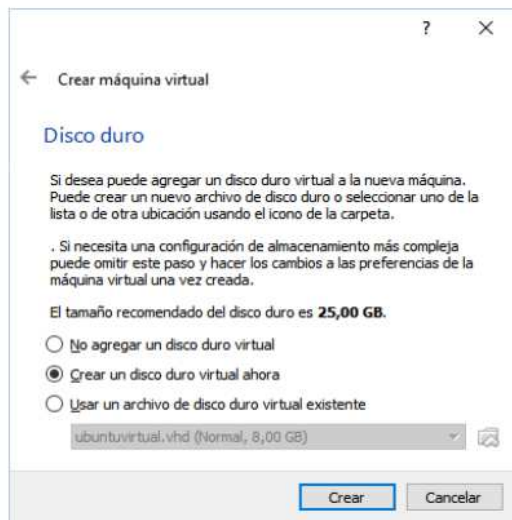 ?
Crear máquina virtual
Disco duro
Si desea puede agregar un disco duro virtual a la nueva máquina.
Puede crear un nuevo archivo de disco duro o seleccionar uno de la
lista o de otra ubicación usando el icono de la carpeta.
. Si necesita una configuración de almacenamiento más compleja
puede omitir este paso y hacer los cambios a las preferencias de la
máquina virtual una vez creada.
El tamaño recomendado del disco duro es 25,00 GB.
No agregar un disco duro virtual
Crear un disco duro virtual ahora
Usar un archivo de disco duro virtual existente
ubuntuvirtual.vhd (Normal, 8,00 GB)
Crear Cancelar